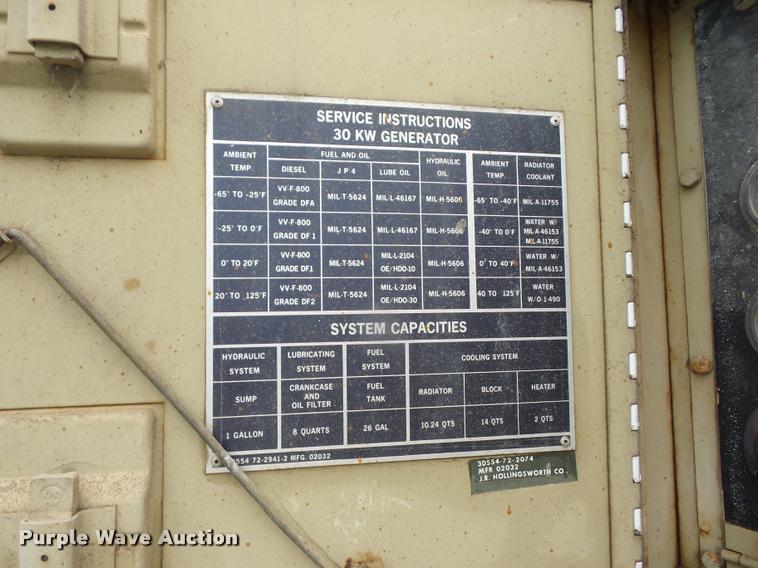 SERVICE INSTRUCTIONS
30 KW GENERATOR
AMBIENT TEMP. FUEL AND OIL HYDRAULIC OIL AMBIENT TEMP. RADIATOR COOLANT
DIESEL J P 4 LUBE OIL
-65° TO -25°F VV-F-800 GRADE DFA MIL-T-5624 MIL-L-46167 MIL-H-5606 -65° TO -40°F MIL-A-11755
-25° TO 0°F VV-F-800 GRADE DF 1 MIL-T-5624 MIL-L-46167 MIL-H-5606 -40° TO 0°F WATER W/ MIL-A-46153 MIL-A-11755
0° TO 20°F VV-F-800 GRADE DF1 MIL-T-5624 MIL-L-2104 OE/HDO-10 MIL-H-5606 0° TO 40°F WATER W/ MIL-A-46153
20° TO 125°F VV-F-800 GRADE DF2 MIL-T-5624 MIL-L-2104 OE/HDO-30 MIL-H-5606 40 TO 125°F WATER W/O-I-490
SYSTEM CAPACITIES
HYDRAULIC SYSTEM LUBRICATING SYSTEM FUEL SYSTEM COOLING SYSTEM
SUMP CRANKCASE AND OIL FILTER FUEL TANK RADIATOR BLOCK HEATER
1 GALLON 8 QUARTS 26 GAL 10.24 QTS 14 QTS 2 QTS
30554 72-2941-2 MFG. 02032
30554-72-2074
MFR 02032
J.R. HOLLINGSWORTH CO.
Purple Wave Auction